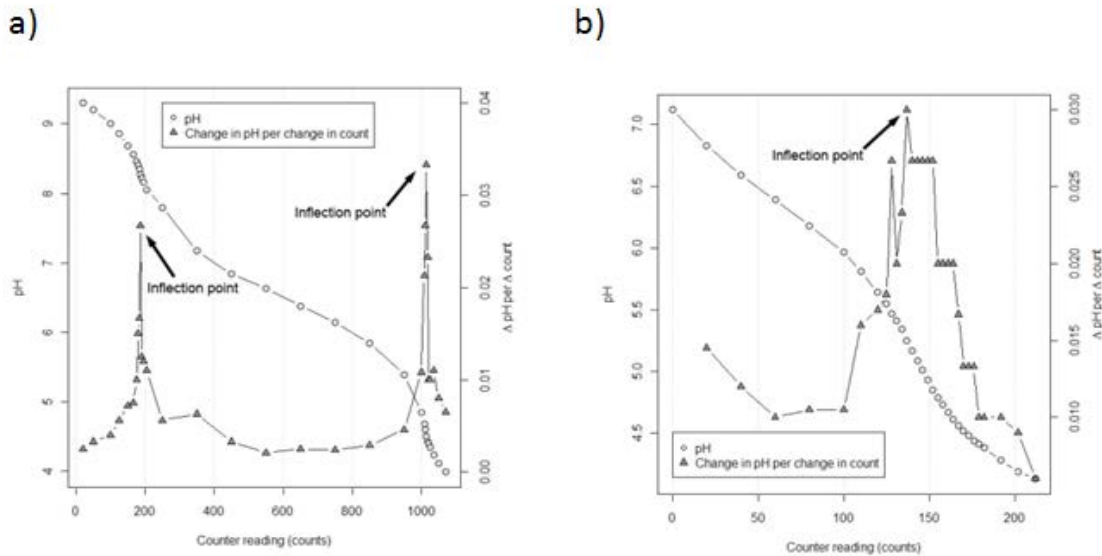 a)
pH
Change in pH per change in count
Inflection point
Inflection point
pH
4
5
6
7
8
9
Δ pH per Δ count
0.00
0.01
0.02
0.03
0.04
0
200
400
600
800
1000
Counter reading (counts)
b)
Inflection point
pH
Change in pH per change in count
pH
4.5
5.0
5.5
6.0
6.5
7.0
Δ pH per Δ count
0.010
0.015
0.020
0.025
0.030
0
50
100
150
200
Counter reading (counts)